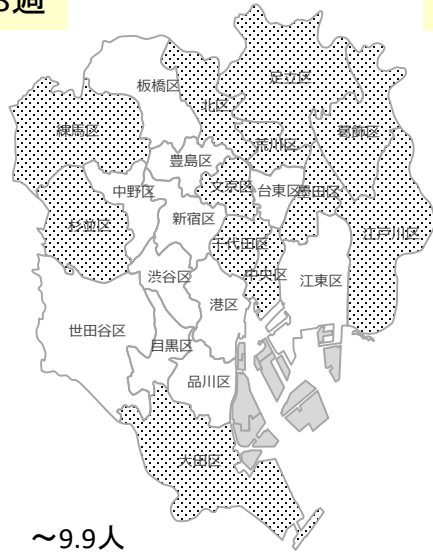 週
足立区
板橋区
北区
練馬区
荒川区
葛飾区
豊島区
文京区
台東区
墨田区
中野区
杉並区
新宿区
千代田区
江戸川区
中央区
渋谷区
江東区
港区
世田谷区
目黒区
品川区
大田区
～9.9人